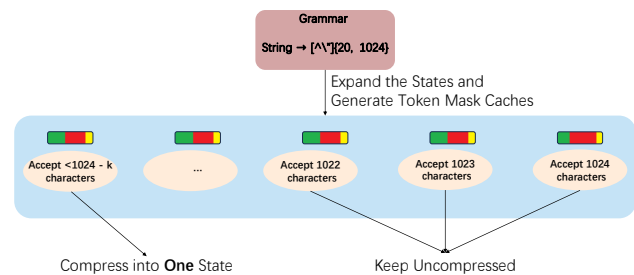 Grammar
String → [^\"]{20, 1024}
Expand the States and
Generate Token Mask Caches
Accept <1024 - k
characters
...
Accept 1022
characters
Accept 1023
characters
Accept 1024
characters
Compress into One State
Keep Uncompressed